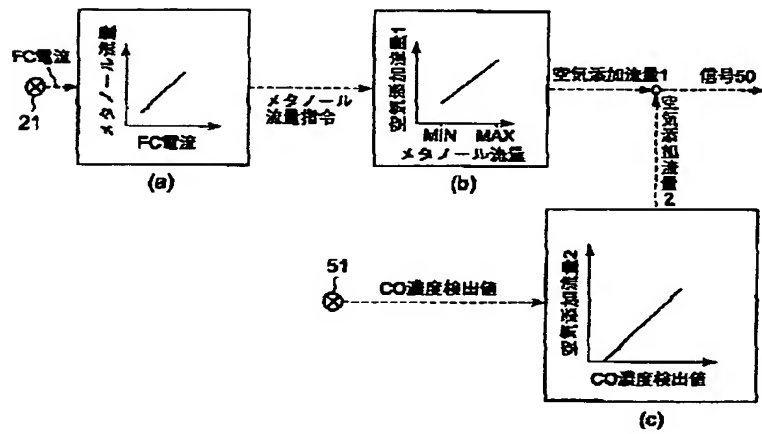 FC電流
21
メタノール流量
FC電流
(a)
メタノール
流量指令
空気添加流量1
MIN MAX
メタノール流量
(b)
空気添加流量1
信号50
空気添加流量2
51
CO濃度検出値
空気添加流量2
CO濃度検出値
(c)